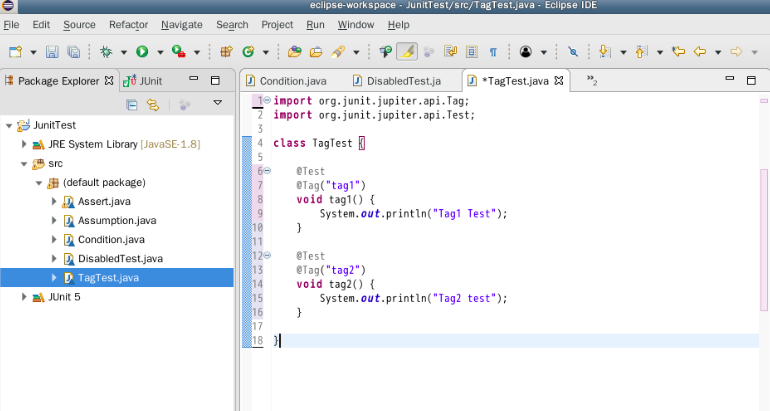 eclipse-workspace - JunitTest/src/TagTest.java - Eclipse IDE
File Edit Source Refactor Navigate Search Project Run Window Help
Package Explorer JUnit
Condition.java DisabledTest.ja *TagTest.java »2
JunitTest
JRE System Library [JavaSE-1.8]
src
(default package)
Assert.java
Assumption.java
Condition.java
DisabledTest.java
TagTest.java
JUnit 5
1 import org.junit.jupiter.api.Tag;
2 import org.junit.jupiter.api.Test;
3
4 class TagTest {
5
6 @Test
7 @Tag("tag1")
8 void tag1() {
9 System.out.println("Tag1 Test");
10 }
11
12 @Test
13 @Tag("tag2")
14 void tag2() {
15 System.out.println("Tag2 test");
16 }
17
18 }